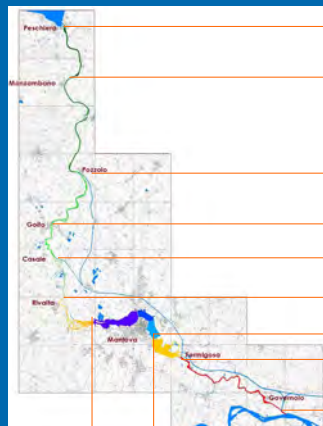 Peschiera
Monzambano
Pozzolo
Goito
Casale
Rivalta
Mantova
Formigosa
Governolo